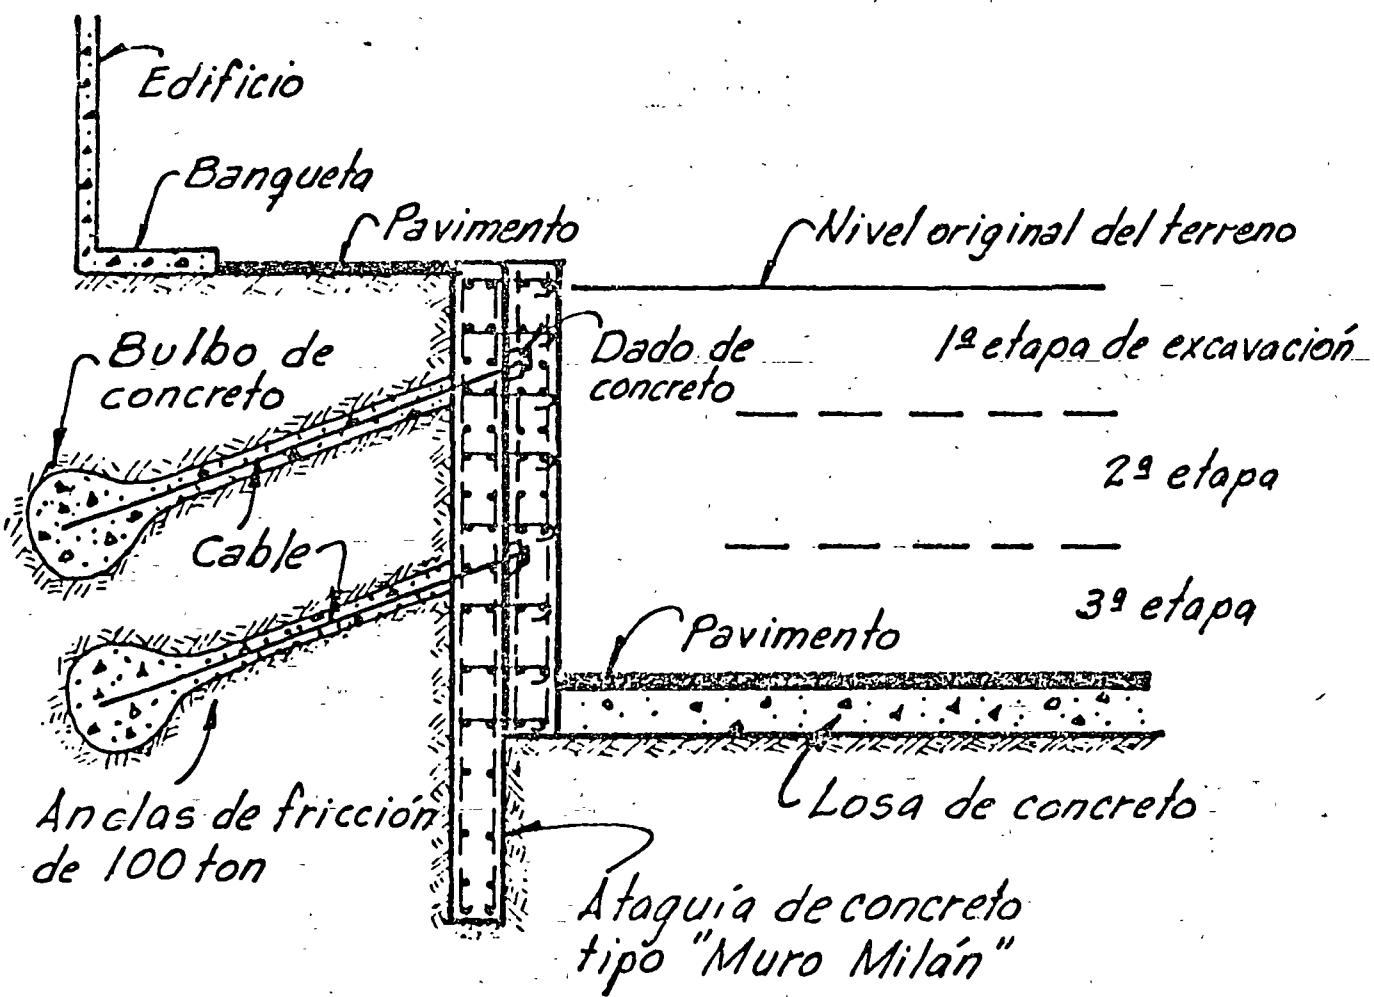 Edificio
Banqueta
Pavimento
Nivel original del terreno
Bulbo de
concreto
Dado de
concreto
1ª etapa de excavación
2ª etapa
Cable
3ª etapa
Pavimento
Anclas de fricción
de 100 ton
Losa de concreto
Ataguía de concreto
tipo "Muro Milán"